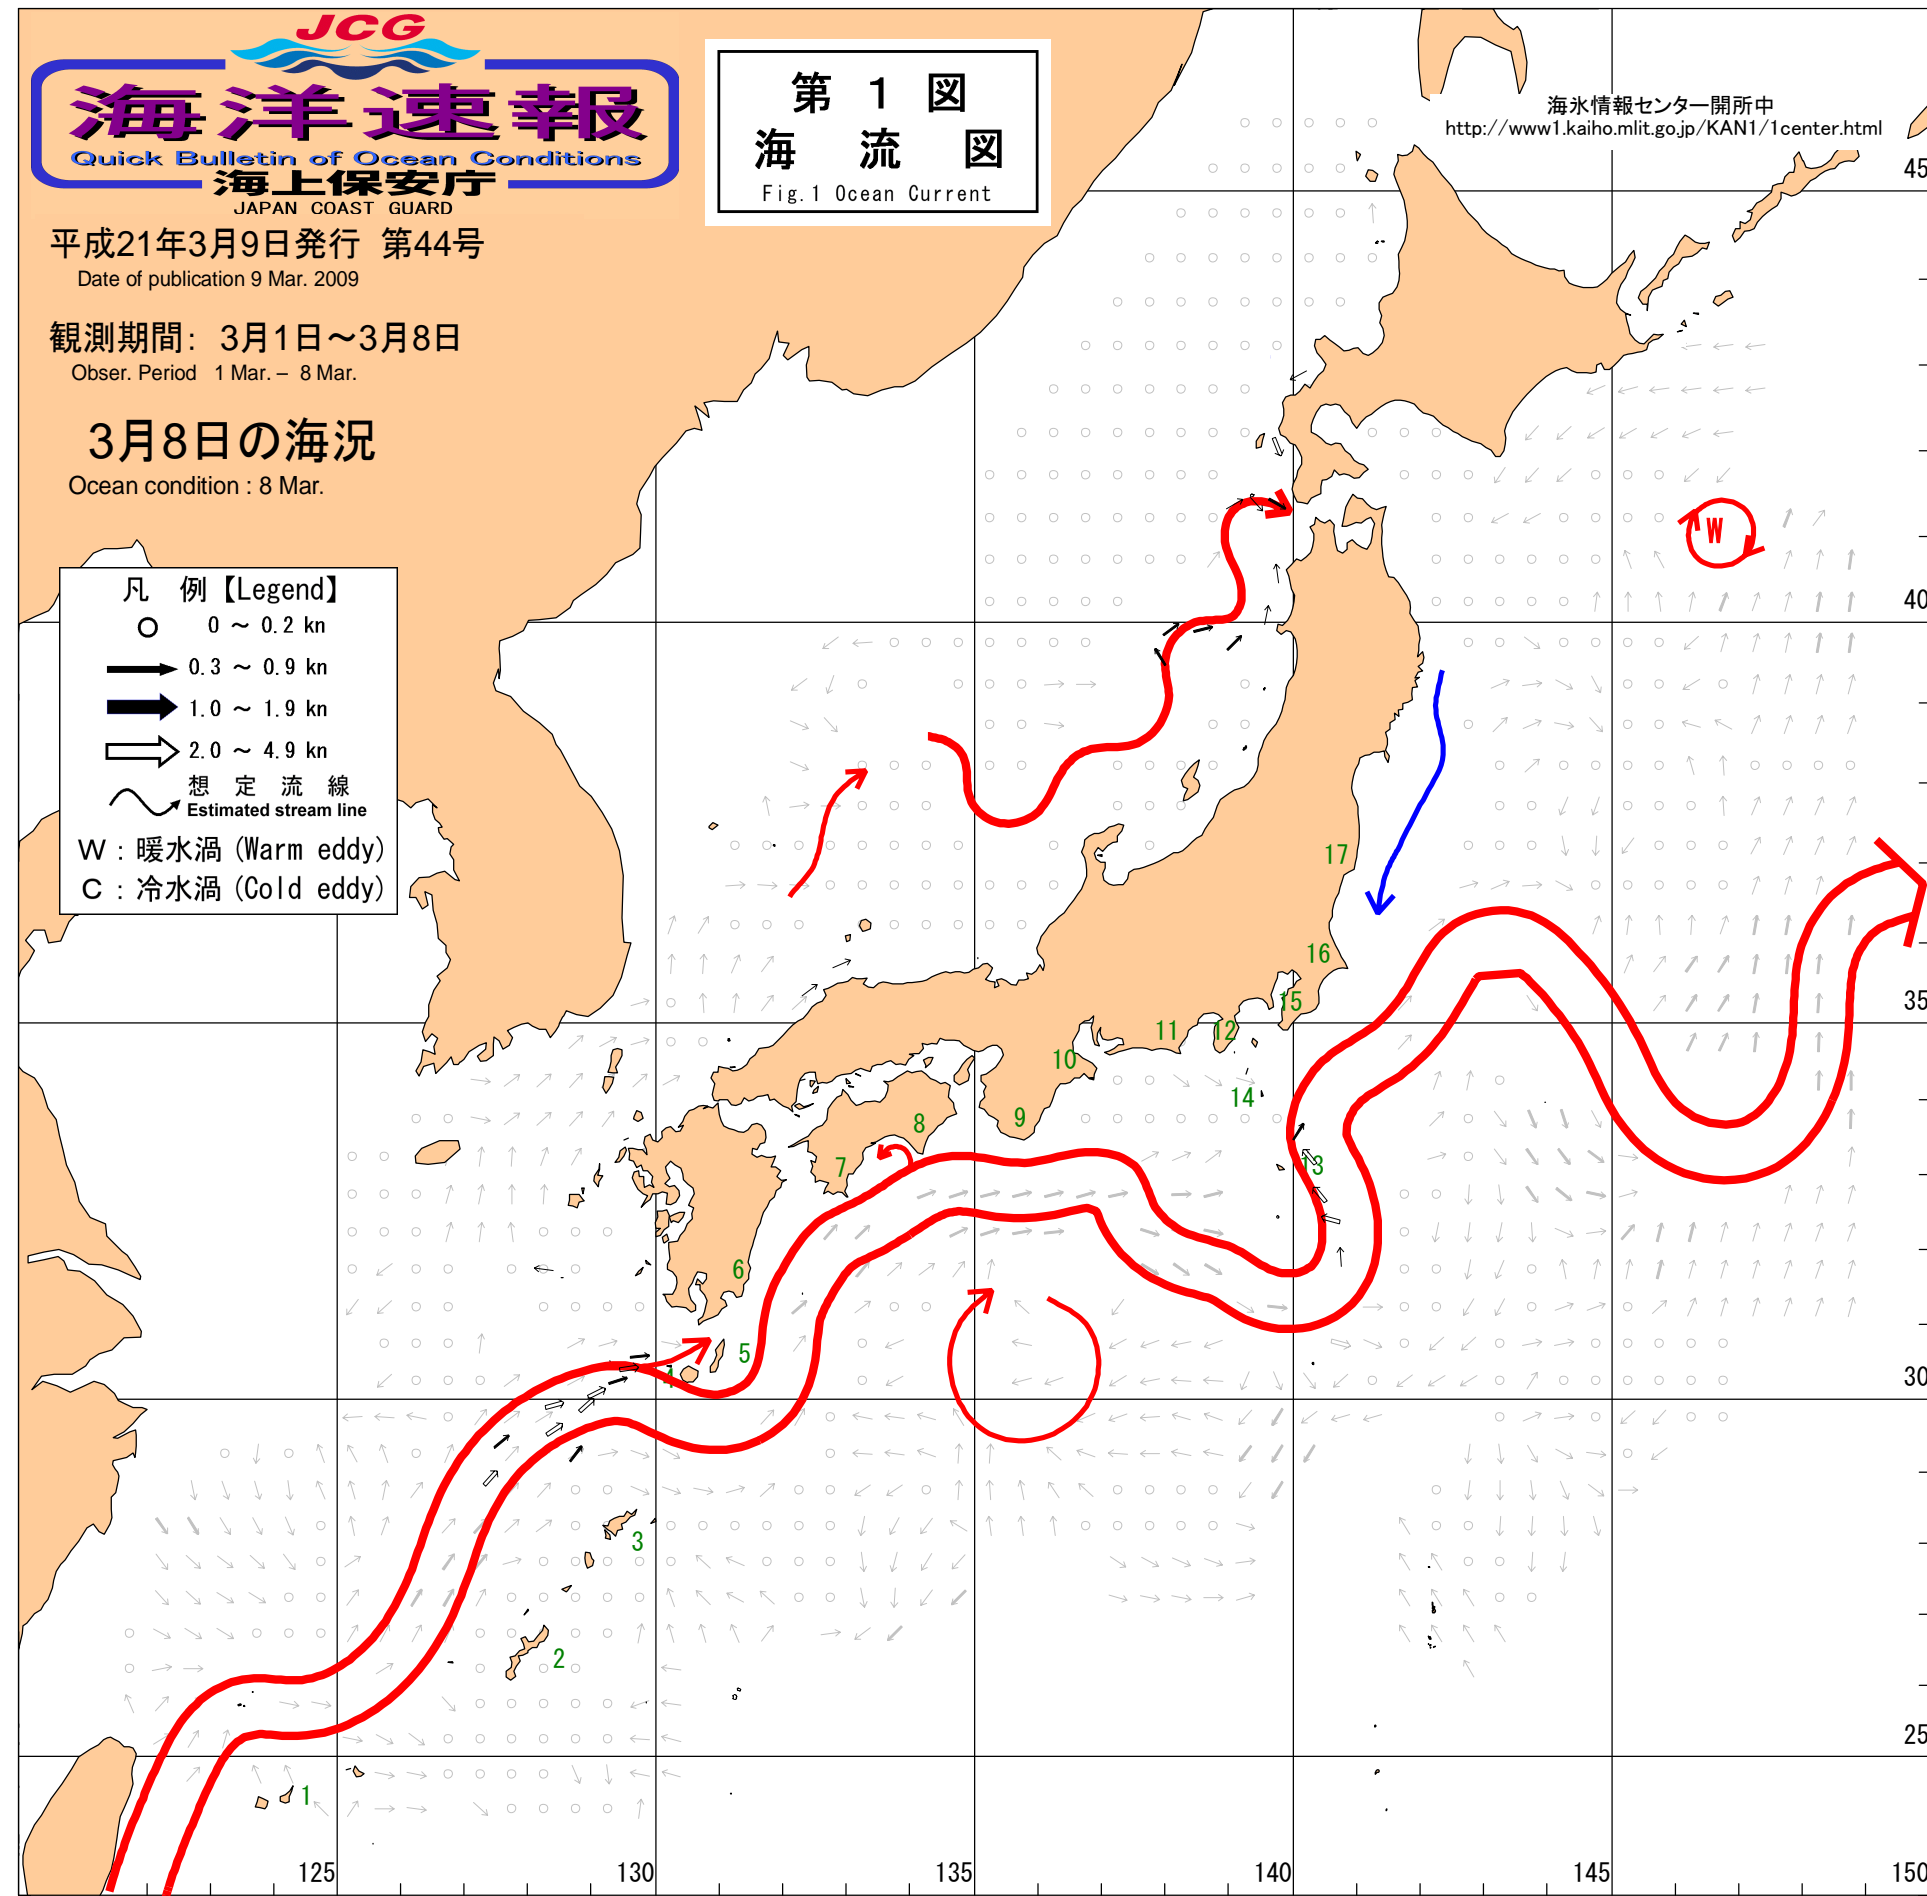 JCG
海洋速報
Quick Bulletin of Ocean Conditions
海上保安庁
JAPAN COAST GUARD
平成21年3月9日発行 第44号
Date of publication 9 Mar. 2009
観測期間: 3月1日~3月8日
Obser. Period 1 Mar. – 8 Mar.
3月8日の海況
Ocean condition : 8 Mar.
第 1 図
海 流 図
Fig.1 Ocean Current
海氷情報センター開所中
http://www1.kaiho.mlit.go.jp/KAN1/1center.html
凡 例【Legend】
0 ~ 0.2 kn
0.3 ~ 0.9 kn
1.0 ~ 1.9 kn
2.0 ~ 4.9 kn
想 定 流 線
Estimated stream line
W : 暖水渦 (Warm eddy)
C : 冷水渦 (Cold eddy)
45
W
40
17
16
35
15
12
11
10
14
9
8
7
13
6
5
4
30
3
2
25
1
125
130
135
140
145
150